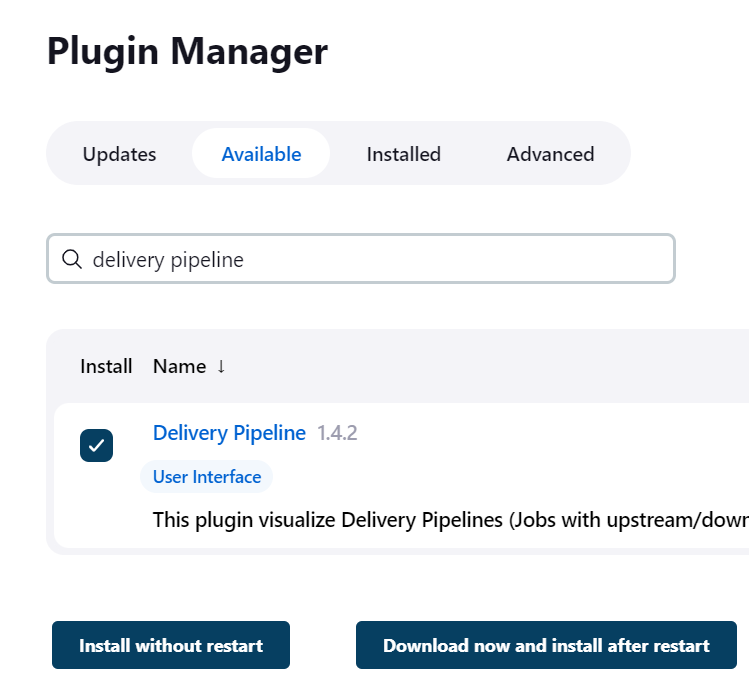 Plugin Manager
Updates Available Installed Advanced
delivery pipeline
Install Name ↓
Delivery Pipeline 1.4.2
User Interface
This plugin visualize Delivery Pipelines (Jobs with upstream/down
Install without restart Download now and install after restart